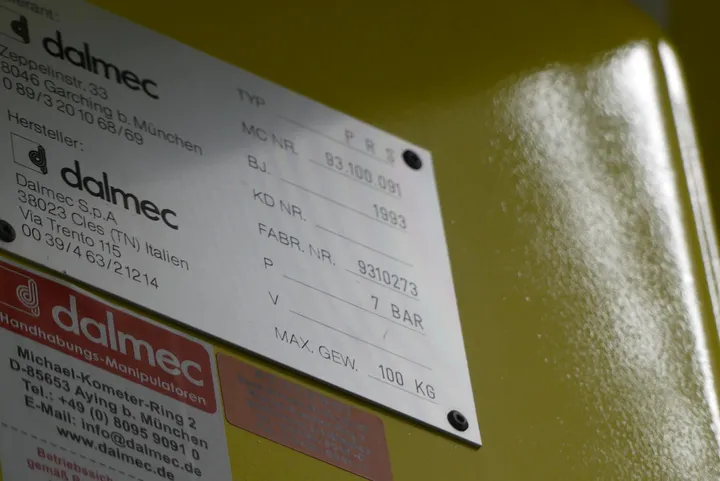 dalmec
Zeppelinstr. 33
8046 Garching b. München
0 89/3 20 10 68/69
Hersteller:
dalmec
Dalmec S.p.A
38023 Cles (TN) Italien
Via Trento 115
00 39/4 63/21214
TYP PRS
MC NR. 93.100.091
BJ. 1993
KD NR.
FABR. NR. 9310273
P 7 BAR
V
MAX. GEW. 100 KG
dalmec
Handhabungs-Manipulatoren
Michael-Kometer-Ring 2
D-85653 Aying b. München
Tel.: +49 (0) 8095 9091 0
E-Mail: info@dalmec.de
www.dalmec.de
Betriebssich
gemäß